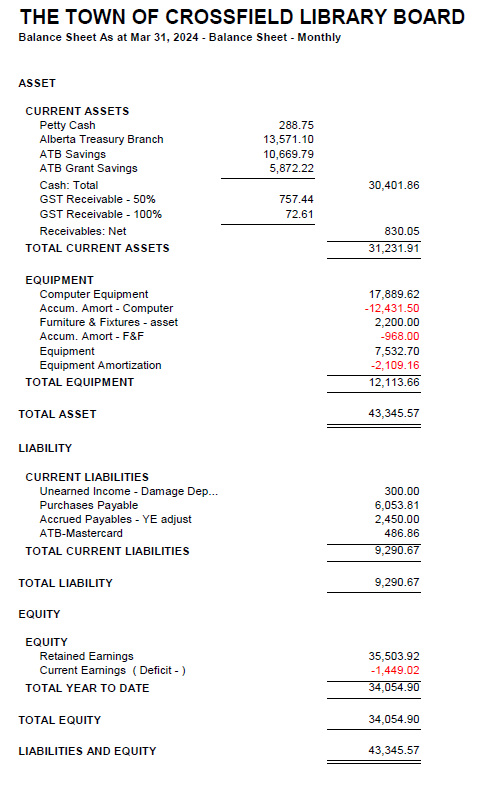 THE TOWN OF CROSSFIELD LIBRARY BOARD
Balance Sheet As at Mar 31, 2024 - Balance Sheet - Monthly
ASSET
CURRENT ASSETS
Petty Cash 288.75
Alberta Treasury Branch 13,571.10
ATB Savings 10,669.79
ATB Grant Savings 5,872.22
Cash: Total 30,401.86
GST Receivable - 50% 757.44
GST Receivable - 100% 72.61
Receivables: Net 830.05
TOTAL CURRENT ASSETS 31,231.91
EQUIPMENT
Computer Equipment 17,889.62
Accum. Amort - Computer -12,431.50
Furniture & Fixtures - asset 2,200.00
Accum. Amort - F&F -968.00
Equipment 7,532.70
Equipment Amortization -2,109.16
TOTAL EQUIPMENT 12,113.66
TOTAL ASSET 43,345.57
LIABILITY
CURRENT LIABILITIES
Unearned Income - Damage Dep... 300.00
Purchases Payable 6,053.81
Accrued Payables - YE adjust 2,450.00
ATB-Mastercard 486.86
TOTAL CURRENT LIABILITIES 9,290.67
TOTAL LIABILITY 9,290.67
EQUITY
EQUITY
Retained Earnings 35,503.92
Current Earnings ( Deficit - ) -1,449.02
TOTAL YEAR TO DATE 34,054.90
TOTAL EQUITY 34,054.90
LIABILITIES AND EQUITY 43,345.57